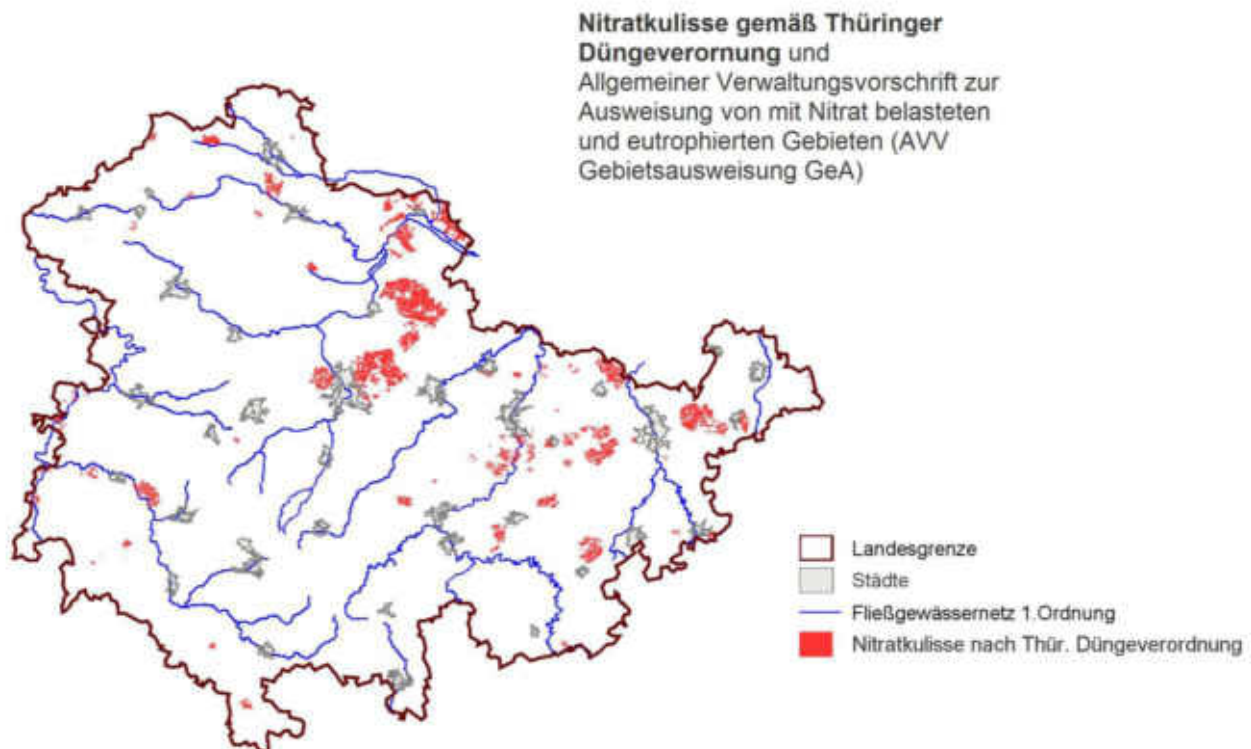 Nitratkulisse gemäß Thüringer
Düngeverornung und
Allgemeiner Verwaltungsvorschrift zur
Ausweisung von mit Nitrat belasteten
und eutrophierten Gebieten (AVV
Gebietsausweisung GeA)
Landesgrenze
Städte
Fließgewässernetz 1.Ordnung
Nitratkulisse nach Thür. Düngeverordnung